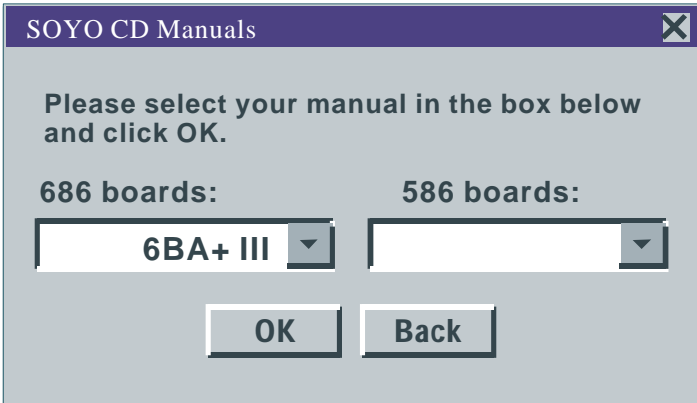 SOYO CD Manuals
Please select your manual in the box below
and click OK.
686 boards: 586 boards:
6BA+ III
OK Back